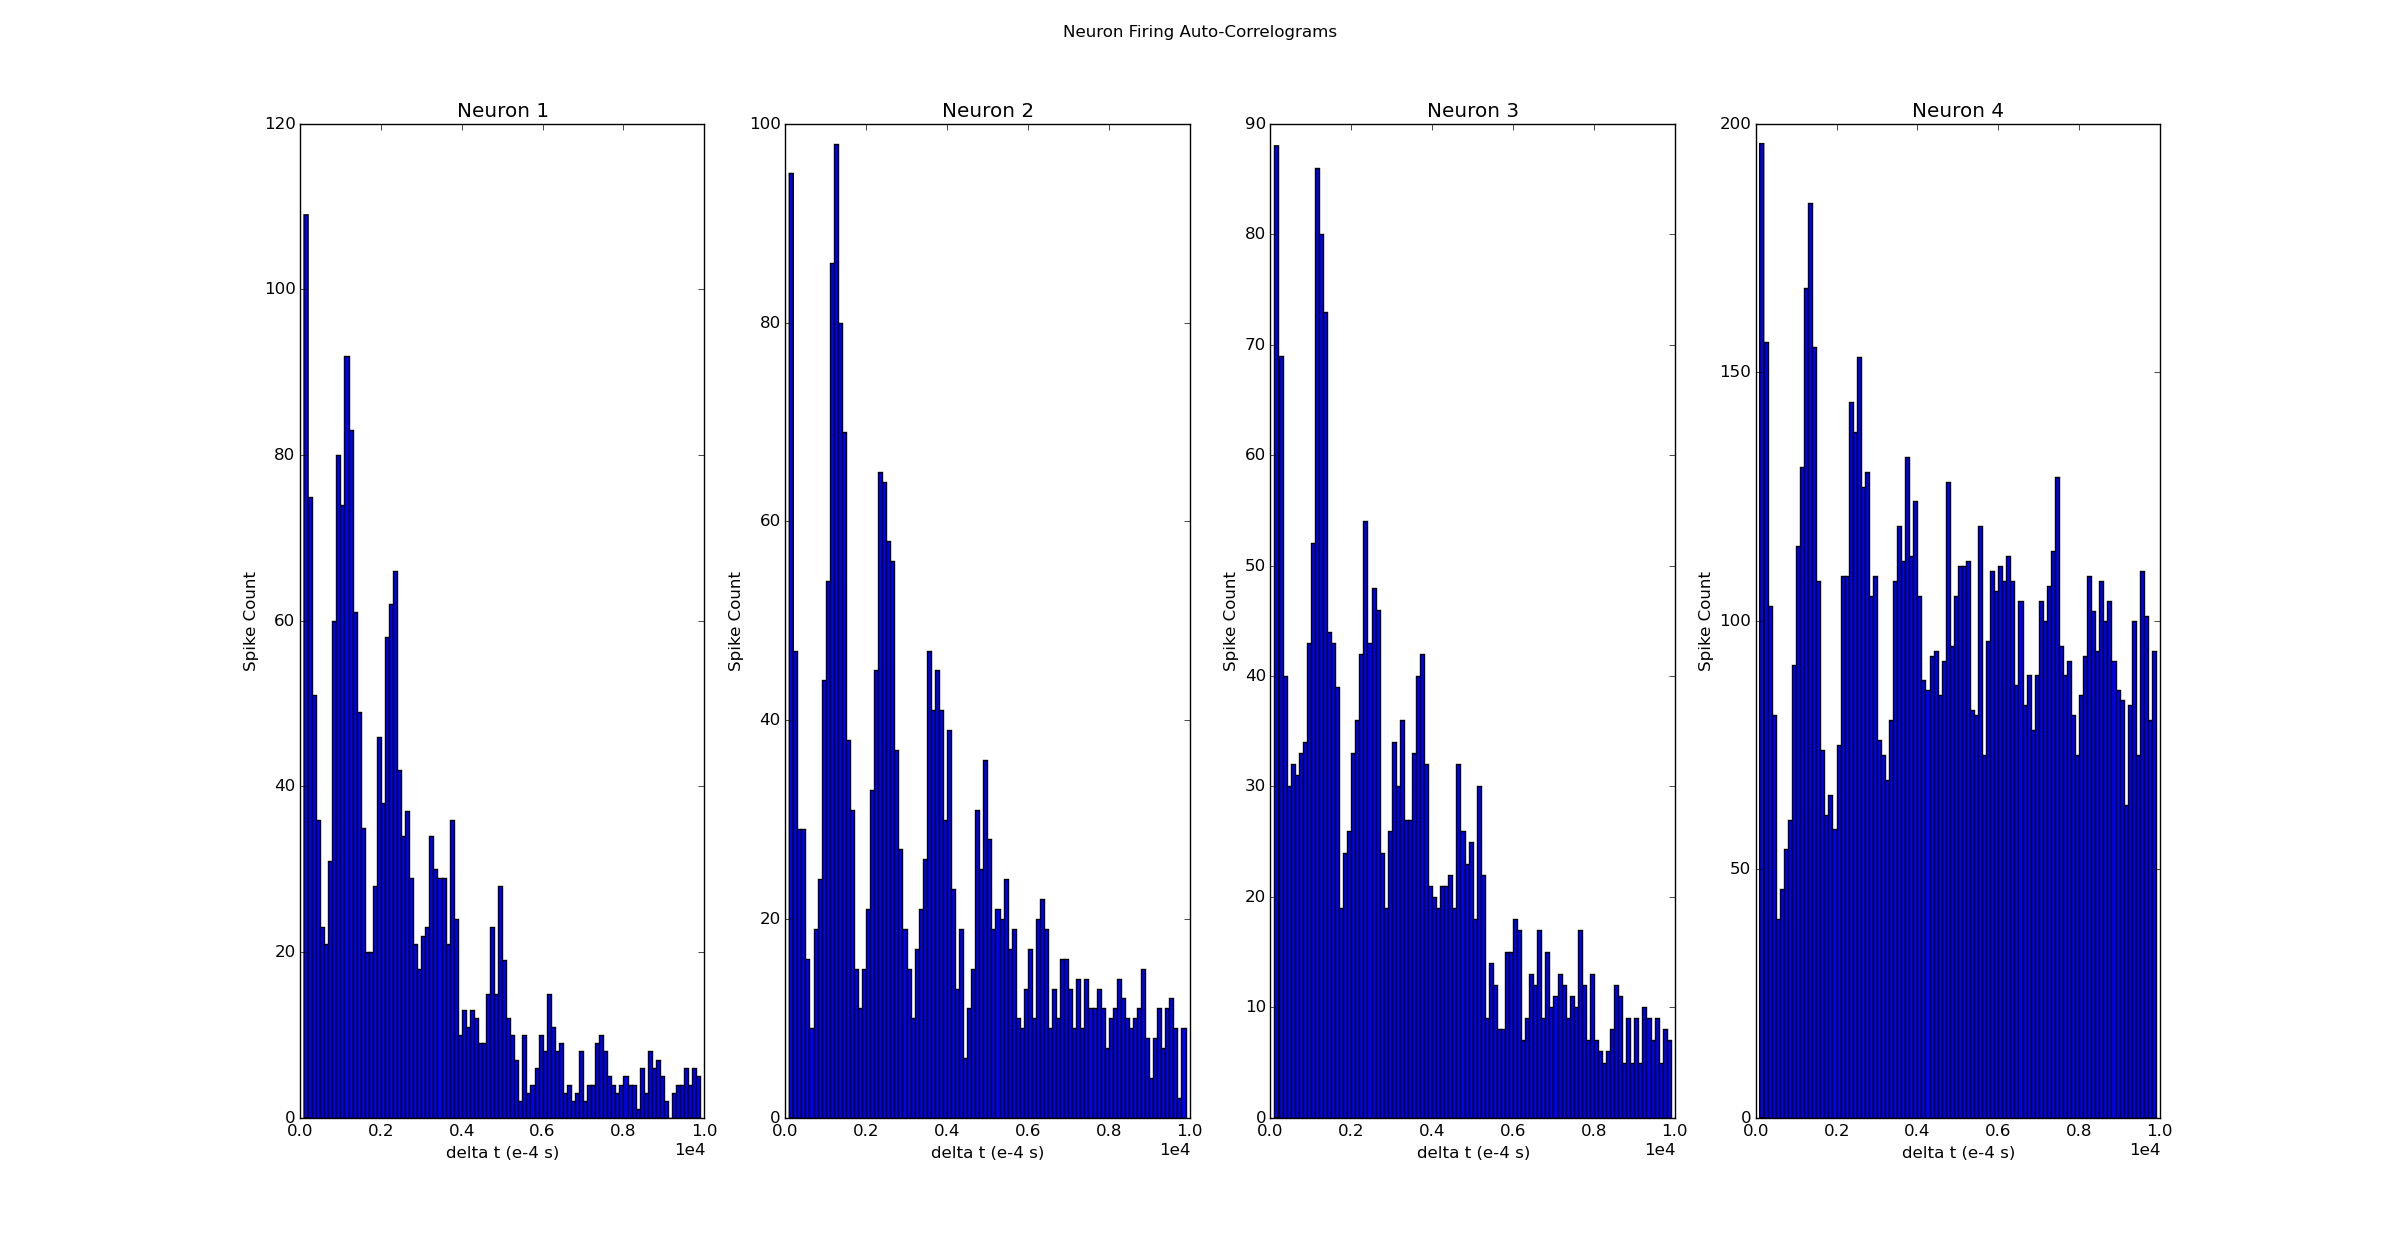 Neuron Firing Auto-Correlograms
Neuron 1
120
100
80
60
40
20
0
Spike Count
0.0 0.2 0.4 0.6 0.8 1.0
1e4
delta t (e-4 s)
Neuron 2
100
80
60
40
20
0
Spike Count
0.0 0.2 0.4 0.6 0.8 1.0
1e4
delta t (e-4 s)
Neuron 3
90
80
70
60
50
40
30
20
10
0
Spike Count
0.0 0.2 0.4 0.6 0.8 1.0
1e4
delta t (e-4 s)
Neuron 4
200
150
100
50
0
Spike Count
0.0 0.2 0.4 0.6 0.8 1.0
1e4
delta t (e-4 s)